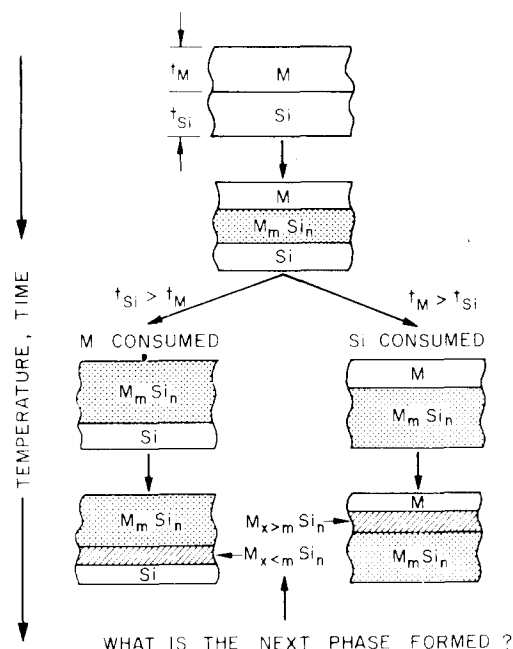 t_M
M
t_Si
Si
M
M_m Si_n
Si
t_Si > t_M
t_M > t_Si
M CONSUMED
Si CONSUMED
M_m Si_n
Si
M
M_m Si_n
M_m Si_n
Si
M_x>m Si_n
M_x<m Si_n
M
M_m Si_n
TEMPERATURE, TIME
WHAT IS THE NEXT PHASE FORMED ?